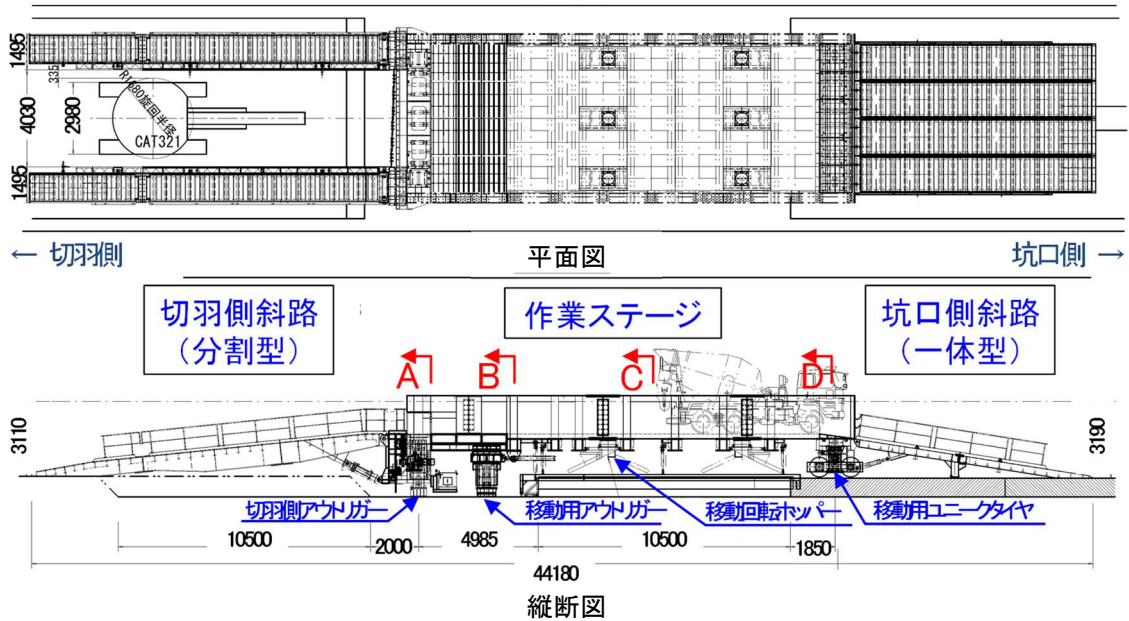 1495
335
4030
2980
R1680旋回半径
CAT321
1495
← 切羽側
平面図
坑口側 →
切羽側斜路
（分割型）
作業ステージ
坑口側斜路
（一体型）
A
B
C
D
3110
3190
切羽側アウトリガー
移動用アウトリガー
移動回転ホッパー
移動用ユニークタイヤ
10500
2000
4985
10500
1850
44180
縦断図